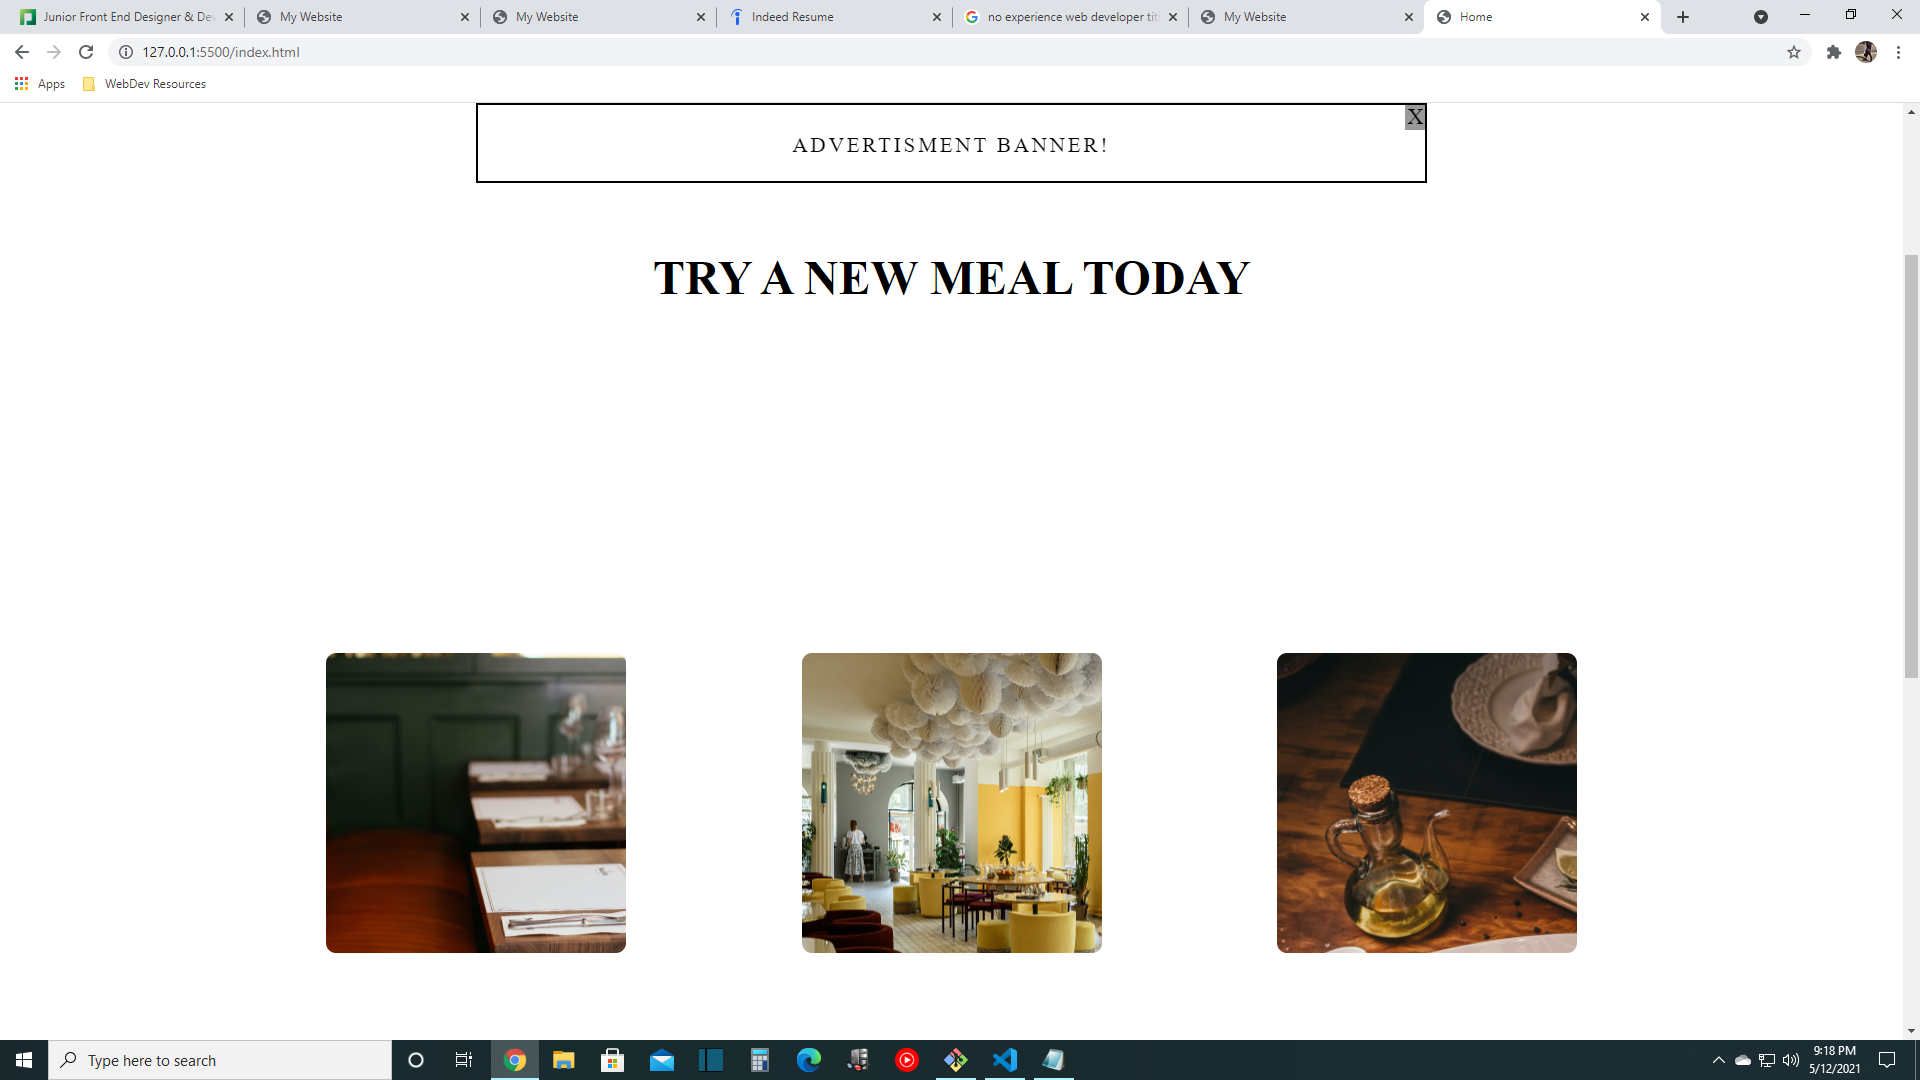 Junior Front End Designer & De
My Website
My Website
Indeed Resume
no experience web developer tit
My Website
Home
127.0.0.1:5500/index.html
Apps
WebDev Resources
X
ADVERTISMENT BANNER!
TRY A NEW MEAL TODAY
Type here to search
9:18 PM
5/12/2021